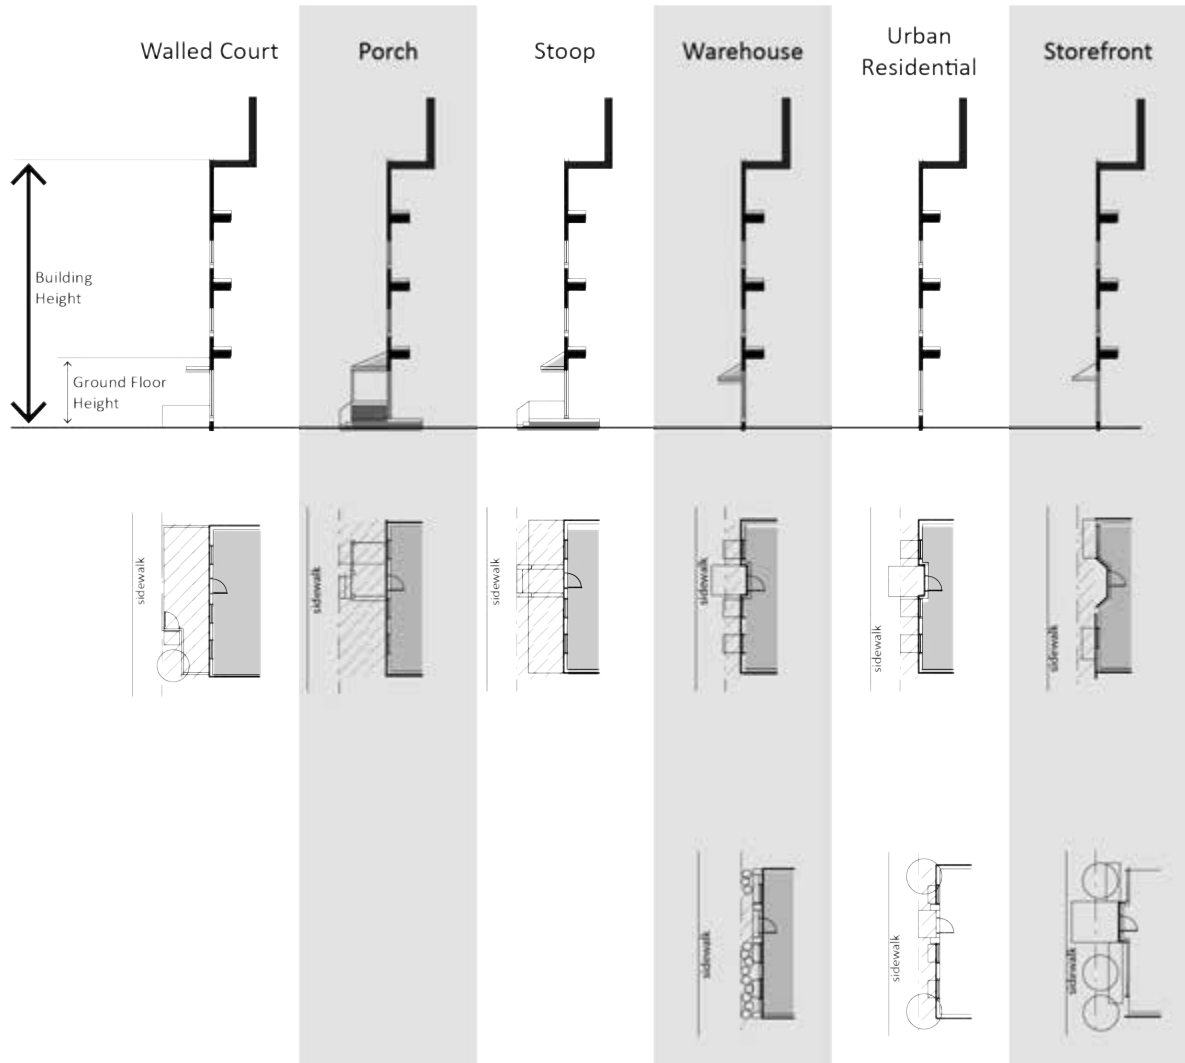 Walled Court
Porch
Stoop
Warehouse
Urban
Residential
Storefront
Building
Height
Ground Floor
Height
sidewalk
sidewalk
sidewalk
sidewalk
sidewalk
sidewalk
sidewalk
sidewalk
sidewalk